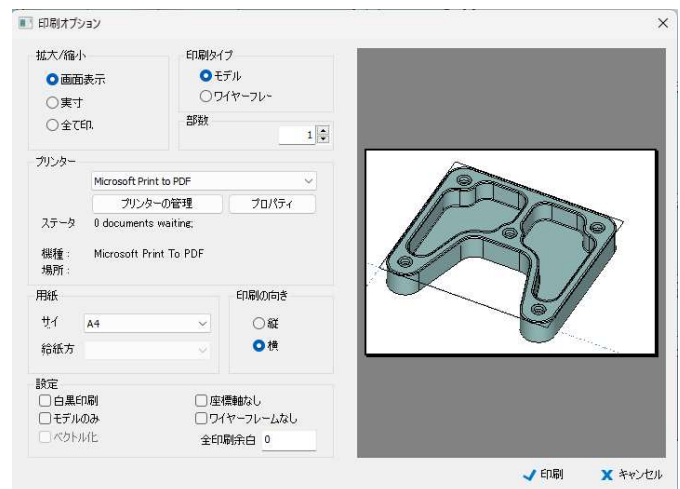 印刷オプション
拡大/縮小
画面表示
実寸
全て印.
印刷タイプ
モデル
ワイヤーフレー
部数
1
プリンター
Microsoft Print to PDF
プリンターの管理
プロパティ
ステータ
0 documents waiting;
機種:
Microsoft Print To PDF
場所:
用紙
サイ
A4
給紙方
印刷の向き
縦
横
設定
白黒印刷
座標軸なし
モデルのみ
ワイヤーフレームなし
ベクトル化
全印刷余白
0
印刷
キャンセル